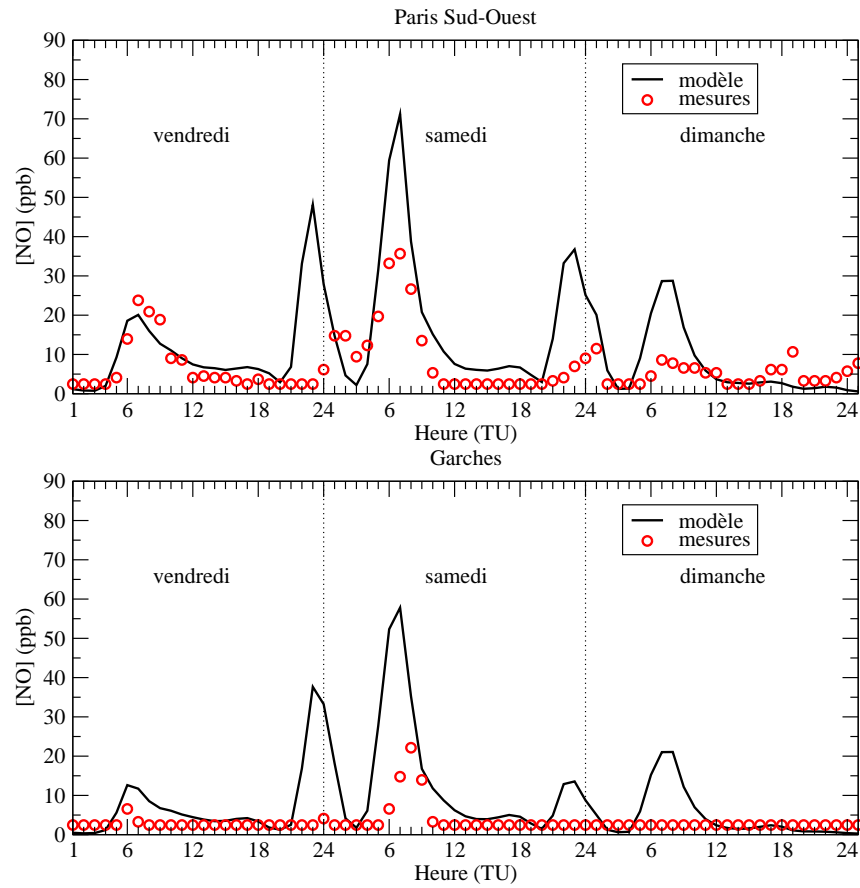 Paris Sud-Ouest
90
80
70
60
50
40
30
20
10
0
[NO] (ppb)
modèle
mesures
vendredi
samedi
dimanche
1 6 12 18 24 6 12 18 24 6 12 18 24
Heure (TU)
Garches
90
80
70
60
50
40
30
20
10
0
[NO] (ppb)
modèle
mesures
vendredi
samedi
dimanche
1 6 12 18 24 6 12 18 24 6 12 18 24
Heure (TU)